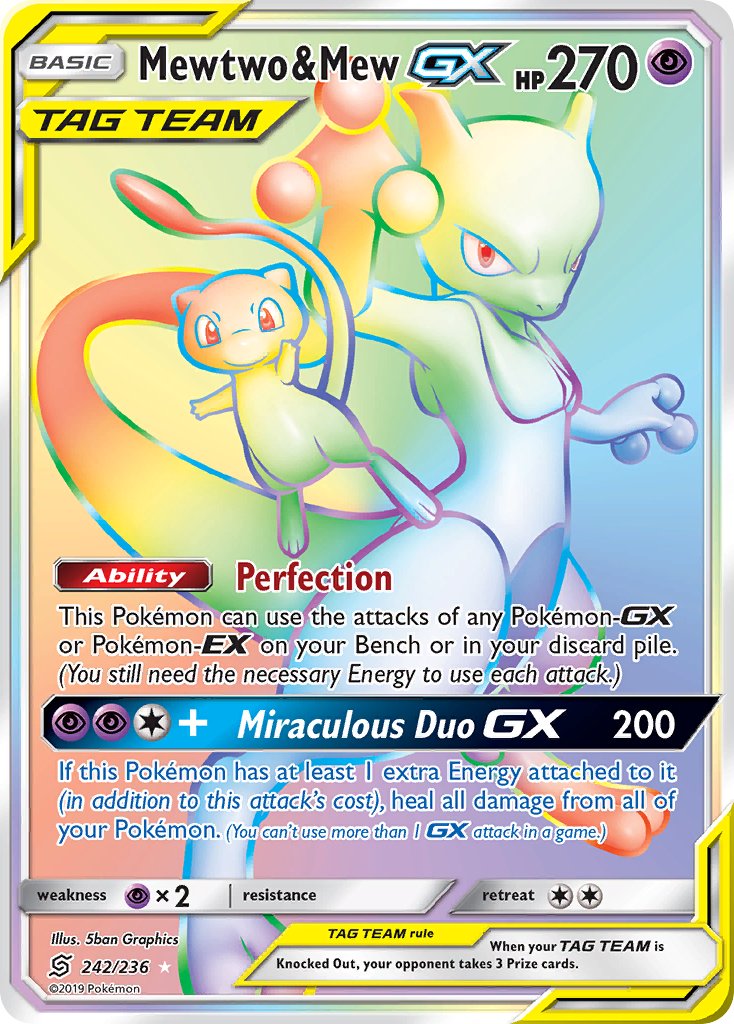 BASIC Mewtwo&Mew GX HP270
TAG TEAM
Ability Perfection
This Pokémon can use the attacks of any Pokémon-GX
or Pokémon-EX on your Bench or in your discard pile.
(You still need the necessary Energy to use each attack.)
+ Miraculous Duo GX 200
If this Pokémon has at least 1 extra Energy attached to it
(in addition to this attack's cost), heal all damage from all of
your Pokémon. (You can't use more than 1 GX attack in a game.)
weakness ×2 resistance retreat
Illus. 5ban Graphics
TAG TEAM rule
When your TAG TEAM is
Knocked Out, your opponent takes 3 Prize cards.
242/236
©2019 Pokémon